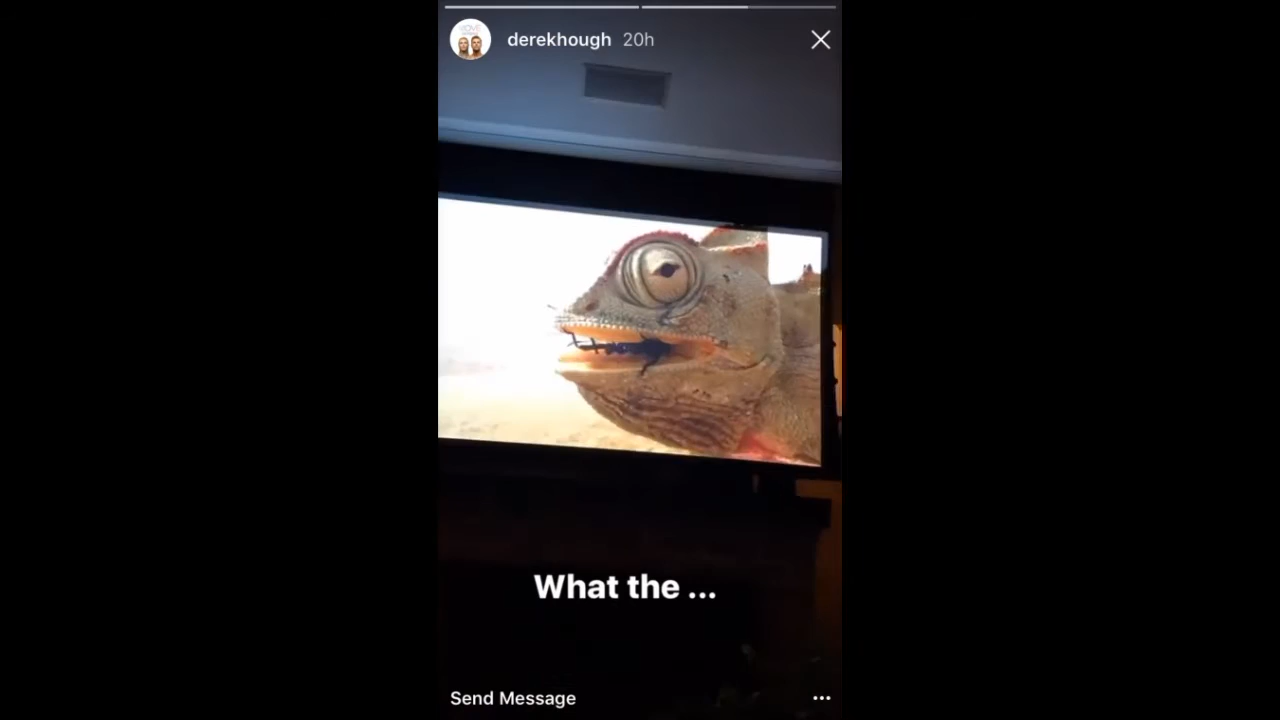 derekhough 20h
What the ...
Send Message